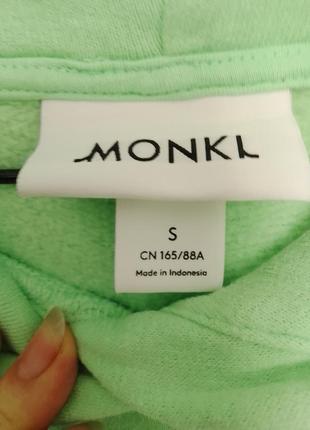 MONKI
S
CN 165/88A
Made in Indonesia